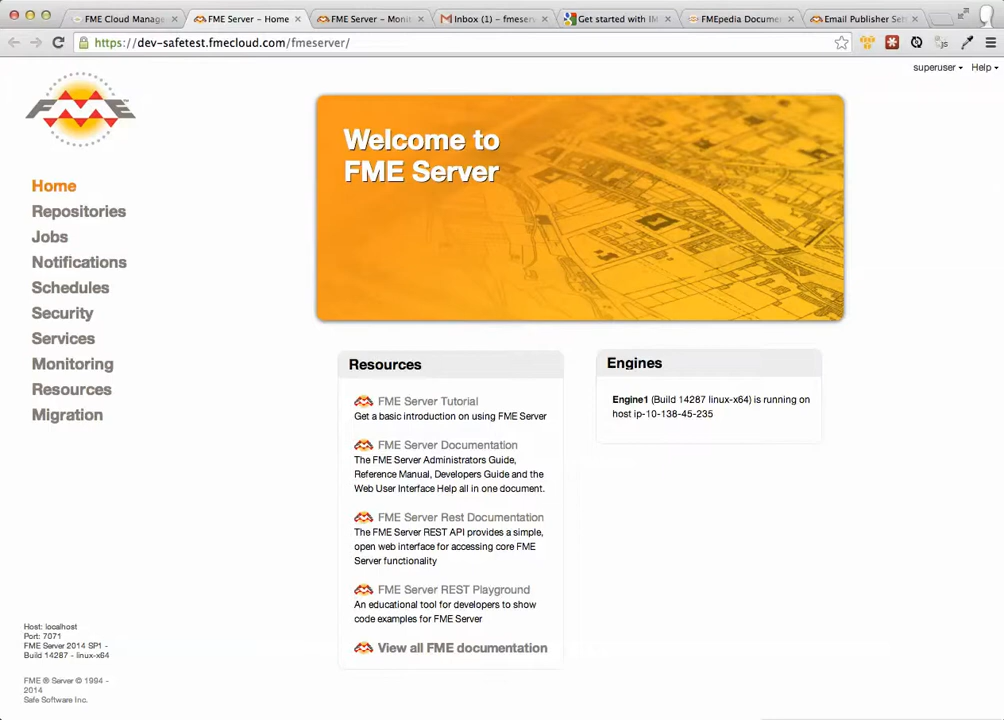 FME Cloud Manage
FME Server - Home
FME Server - Moni
Inbox (1) - fmeserv
Get started with IM
FMEpedia Docume
Email Publisher Set
https://dev-safetest.fmecloud.com/fmeserver/
js
superuser
Help
FME
Welcome to
FME Server
Home
Repositories
Jobs
Notifications
Schedules
Security
Services
Monitoring
Resources
Migration
Resources
FME Server Tutorial
Get a basic introduction on using FME Server
FME Server Documentation
The FME Server Administrators Guide,
Reference Manual, Developers Guide and the
Web User Interface Help all in one document.
FME Server Rest Documentation
The FME Server REST API provides a simple,
open web interface for accessing core FME
Server functionality
FME Server REST Playground
An educational tool for developers to show
code examples for FME Server
View all FME documentation
Engines
Engine1 (Build 14287 linux-x64) is running on
host ip-10-138-45-235
Host: localhost
Port: 7071
FME Server 2014 SP1 -
Build 14287 - linux-x64
FME ® Server © 1994 -
2014
Safe Software Inc.